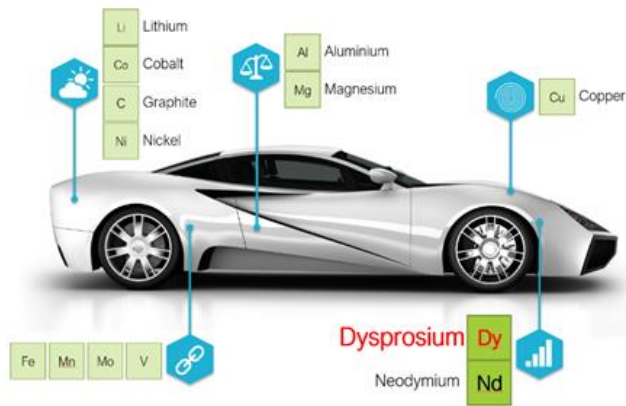 Li Lithium
Co Cobalt
C Graphite
Ni Nickel
Al Aluminium
Mg Magnesium
Cu Copper
Fe Mn Mo V
Dysprosium Dy
Neodymium Nd